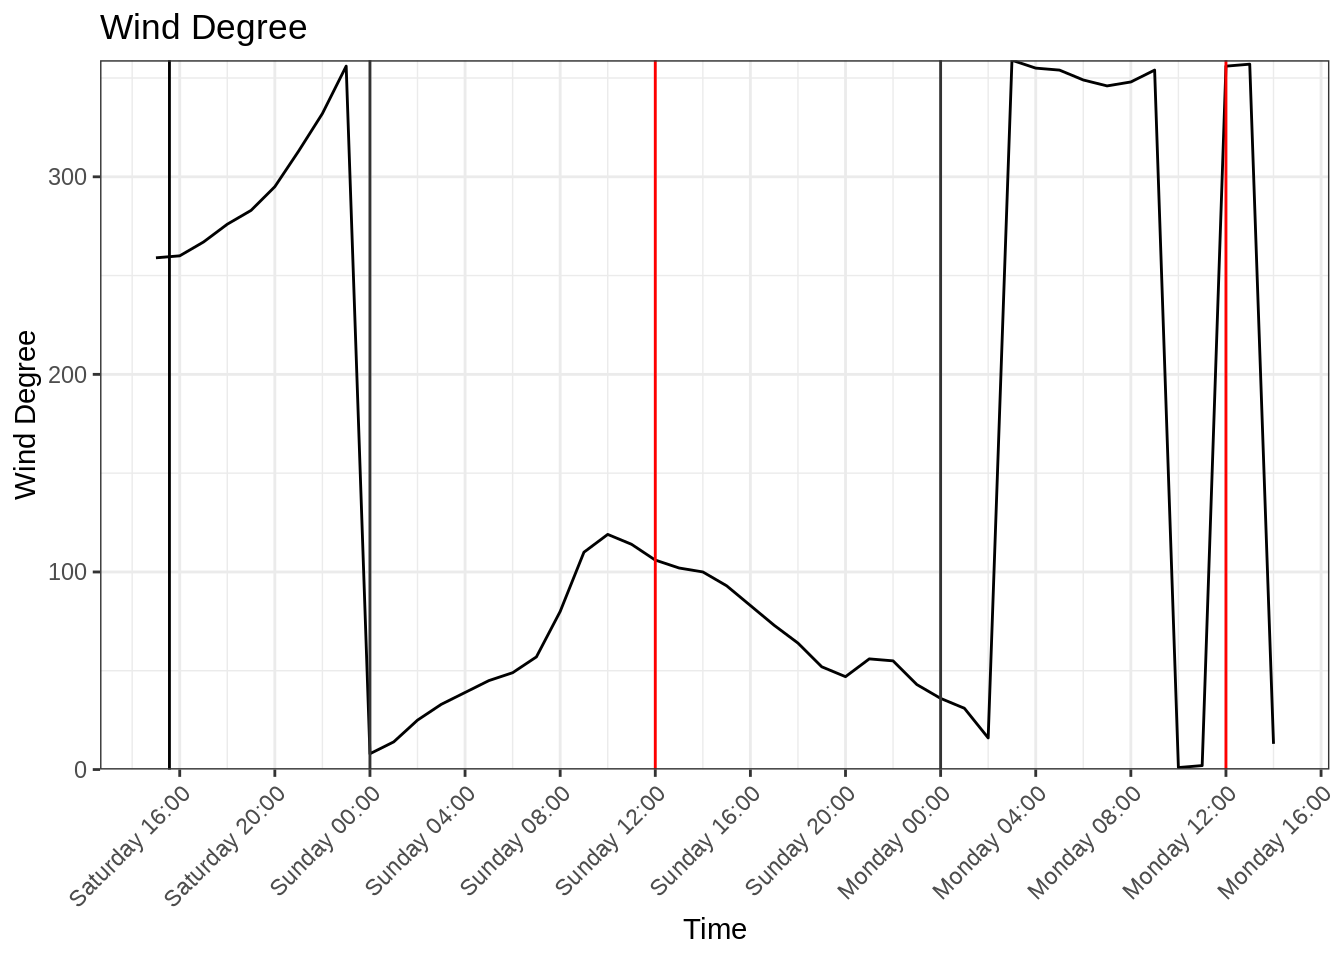 Wind Degree
Wind Degree
300
200
100
0
Saturday 16:00
Saturday 20:00
Sunday 00:00
Sunday 04:00
Sunday 08:00
Sunday 12:00
Sunday 16:00
Sunday 20:00
Monday 00:00
Monday 04:00
Monday 08:00
Monday 12:00
Monday 16:00
Time